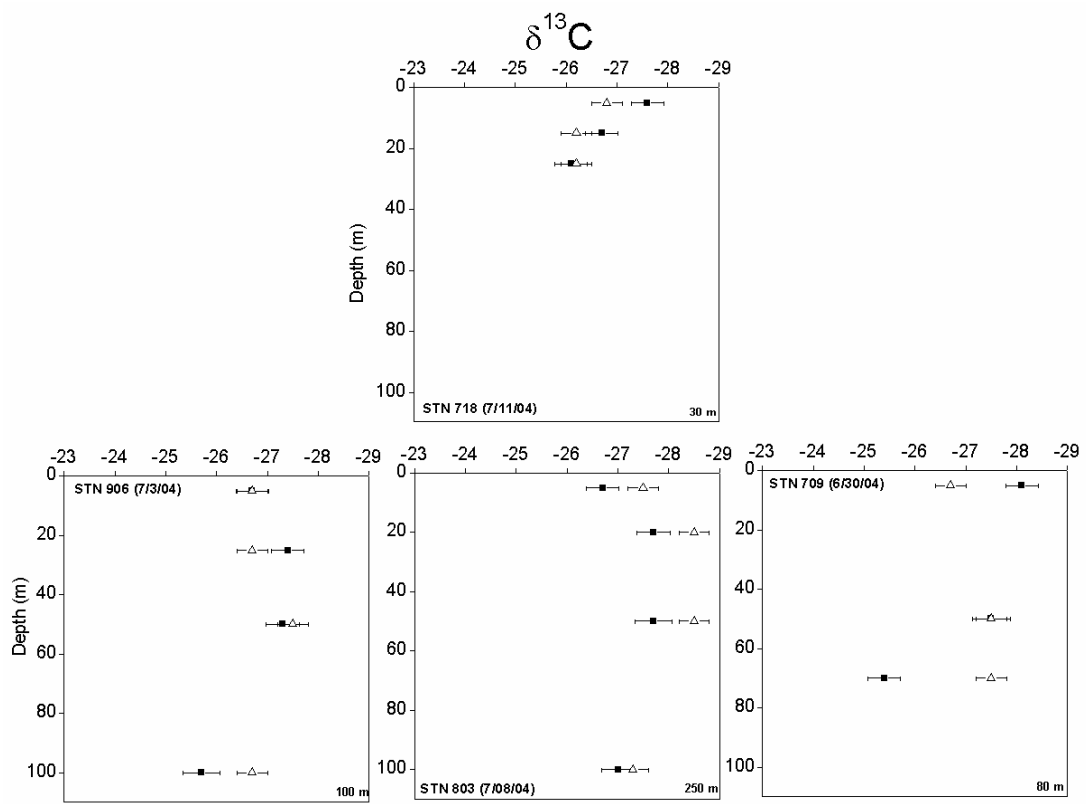 δ13C
-23 -24 -25 -26 -27 -28 -29
0
20
40
60
80
100
Depth (m)
STN 718 (7/11/04)
30 m
-23 -24 -25 -26 -27 -28 -29
0
20
40
60
80
100
Depth (m)
STN 906 (7/3/04)
100 m
-23 -24 -25 -26 -27 -28 -29
0
20
40
60
80
100
STN 803 (7/08/04)
250 m
-23 -24 -25 -26 -27 -28 -29
0
20
40
60
80
100
STN 709 (6/30/04)
80 m